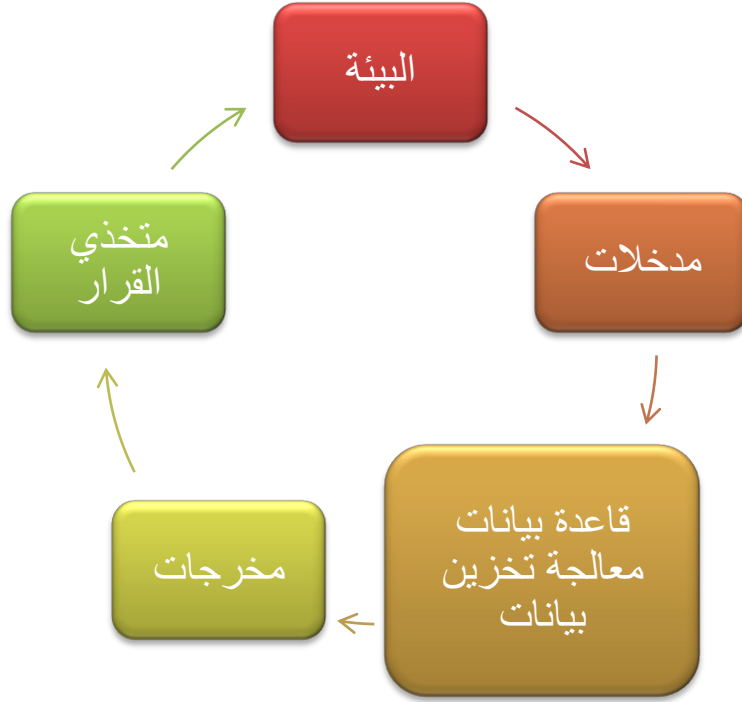 البيئة
مدخلات
قاعدة بيانات
معالجة تخزين
بيانات
مخرجات
متخذي
القرار